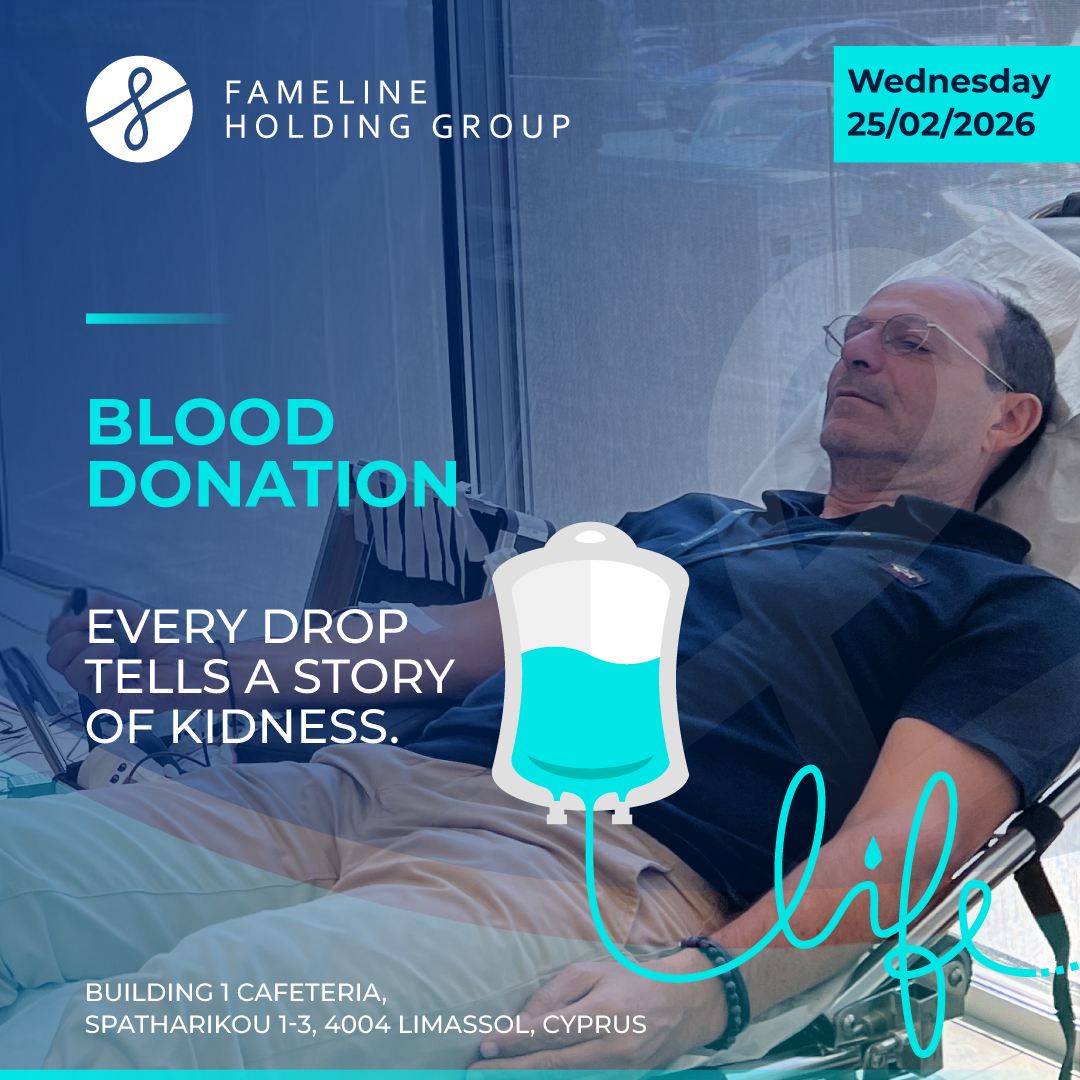 FAMELINE
HOLDING GROUP
Wednesday
25/02/2026
BLOOD
DONATION
EVERY DROP
TELLS A STORY
OF KIDNESS.
life...
BUILDING 1 CAFETERIA,
SPATHARIKOU 1-3, 4004 LIMASSOL, CYPRUS